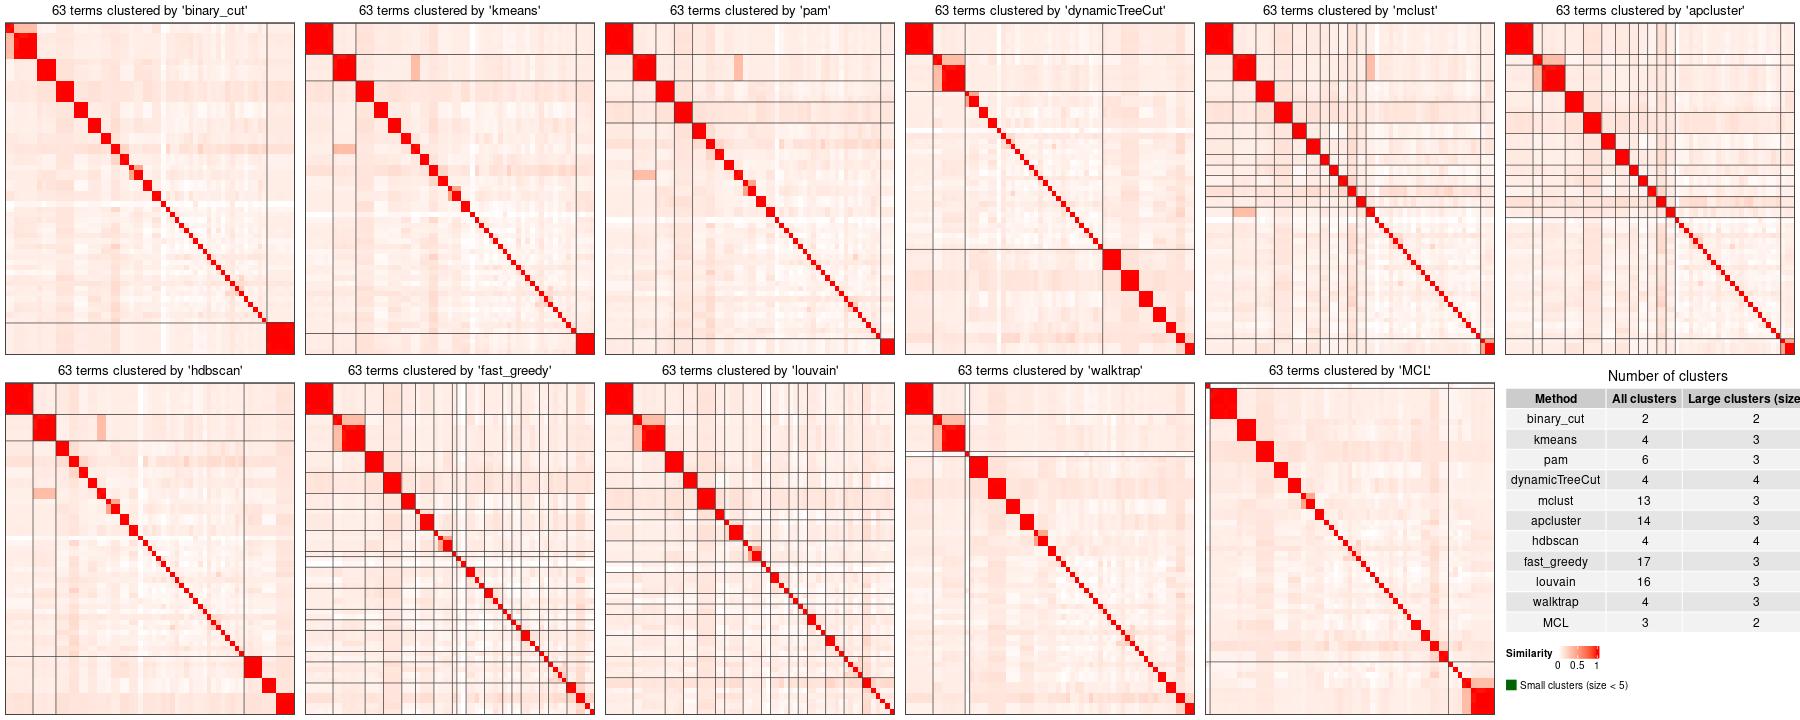 63 terms clustered by 'binary_cut'
63 terms clustered by 'kmeans'
63 terms clustered by 'pam'
63 terms clustered by 'dynamicTreeCut'
63 terms clustered by 'mclust'
63 terms clustered by 'apcluster'
63 terms clustered by 'hdbscan'
63 terms clustered by 'fast_greedy'
63 terms clustered by 'louvain'
63 terms clustered by 'walktrap'
63 terms clustered by 'MCL'
Number of clusters
Method All clusters Large clusters (size
binary_cut 2 2
kmeans 4 3
pam 6 3
dynamicTreeCut 4 4
mclust 13 3
apcluster 14 3
hdbscan 4 4
fast_greedy 17 3
louvain 16 3
walktrap 4 3
MCL 3 2
Similarity
0 0.5 1
Small clusters (size < 5)